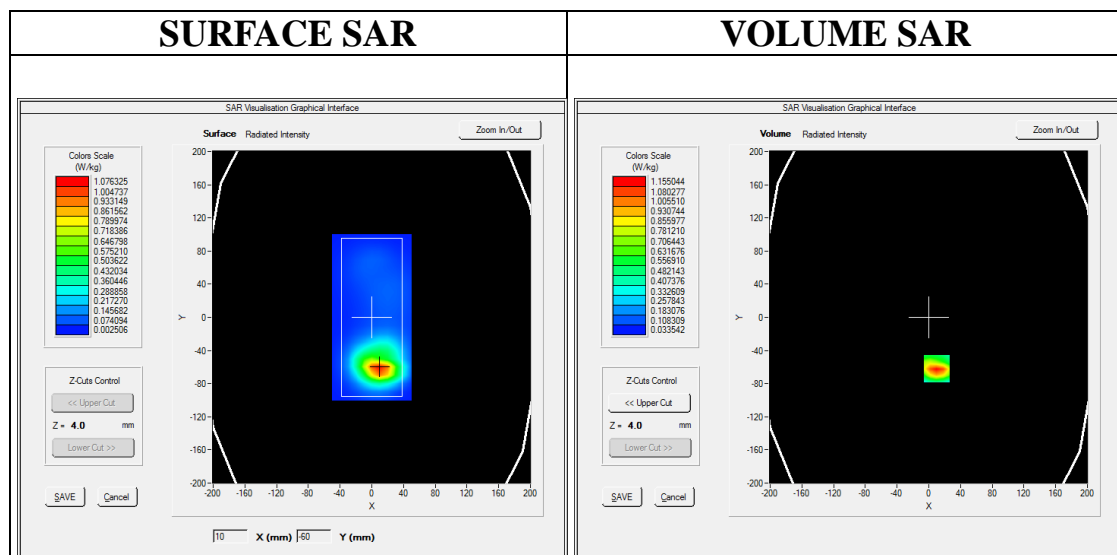 SURFACE SAR
VOLUME SAR
SAR Visualisation Graphical Interface
Surface Radiated Intensity
Zoom In/Out
Colors Scale
(W/kg)
1.076325
1.004737
0.933149
0.861562
0.789974
0.718386
0.646798
0.575210
0.503622
0.432034
0.360446
0.288858
0.217270
0.145682
0.074094
0.002506
Z-Cuts Control
<< Upper Cut
Z = 4.0 mm
Lower Cut >>
SAVE
Cancel
Y
200
160
120
80
40
0
-40
-80
-120
-160
-200
-200 -160 -120 -80 -40 0 40 80 120 160 200
X
10 X (mm) -60 Y (mm)
SAR Visualisation Graphical Interface
Volume Radiated Intensity
Zoom In/Out
Colors Scale
(W/kg)
1.155044
1.080277
1.005510
0.930744
0.855977
0.781210
0.706443
0.631676
0.556910
0.482143
0.407376
0.332609
0.257843
0.183076
0.108309
0.033542
Z-Cuts Control
<< Upper Cut
Z = 4.0 mm
Lower Cut >>
SAVE
Cancel
Y
200
160
120
80
40
0
-40
-80
-120
-160
-200
-200 -160 -120 -80 -40 0 40 80 120 160 200
X